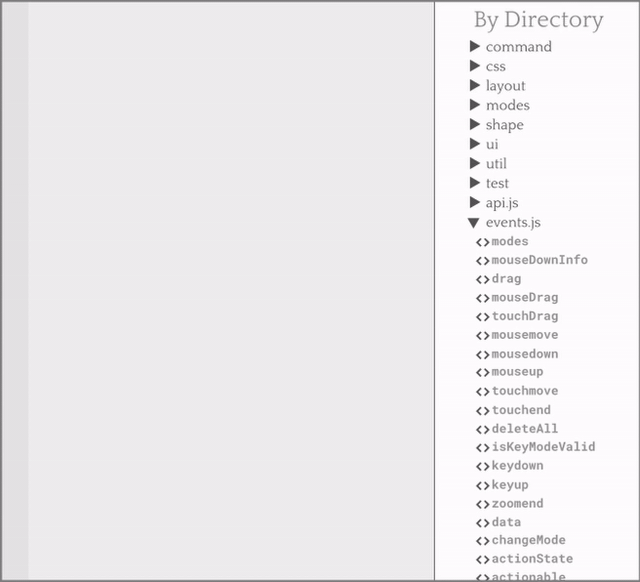 By Directory
command
css
layout
modes
shape
ui
util
test
api.js
events.js
modes
mouseDownInfo
drag
mouseDrag
touchDrag
mousemove
mousedown
mouseup
touchmove
touchend
deleteAll
isKeyModeValid
keydown
keyup
zoomend
data
changeMode
actionState
actionable